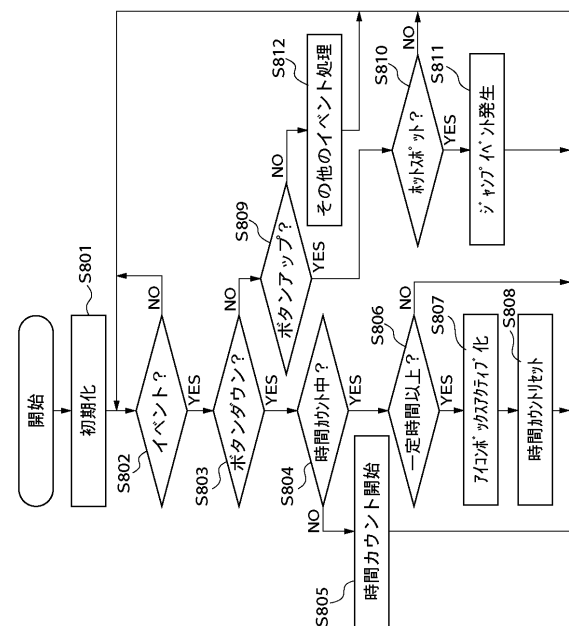 開始
S801
初期化
S802
イベント?
NO
YES
S803
ボタンダウン?
NO
YES
S804
時間カウント中?
NO
YES
S805
時間カウント開始
S806
一定時間以上?
NO
YES
S807
アイコンボックスアクティブ化
S808
時間カウントリセット
S809
ボタンアップ?
NO
YES
S812
その他のイベント処理
S810
ホットスポット?
NO
YES
S811
ジャンプイベント発生